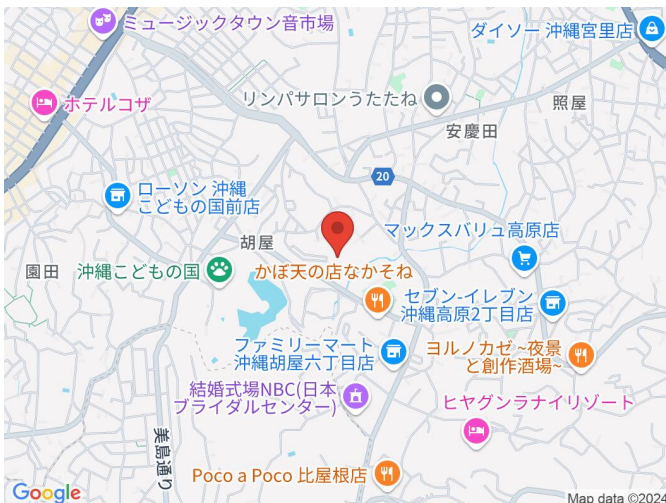 ミュージックタウン音市場
ダイソー 沖縄宮里店
ホテルコザ
リンパサロンうたたね
照屋
安慶田
20
ローソン 沖縄
こどもの国前店
マックスバリュ高原店
胡屋
園田
沖縄こどもの国
かぼ天の店なかそね
セブン-イレブン
沖縄高原2丁目店
ファミリーマート
沖縄胡屋六丁目店
ヨルノカゼ ~夜景
と創作酒場~
結婚式場NBC(日本
ブライダルセンター)
ヒヤグンラナイリゾート
美島通り
Poco a Poco 比屋根店
Google
Map data ©2024